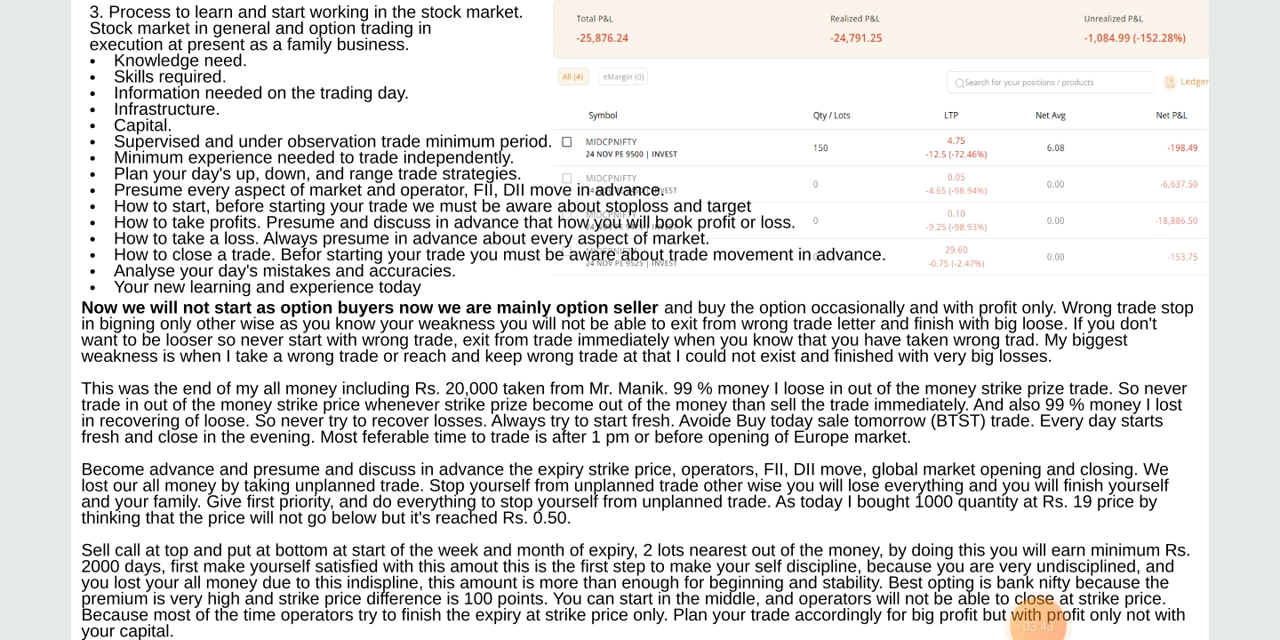 3. Process to learn and start working in the stock market.
Stock market in general and option trading in
execution at present as a family business.
• Knowledge need.
• Skills required.
• Information needed on the trading day.
• Infrastructure.
• Capital.
• Supervised and under observation trade minimum period.
• Minimum experience needed to trade independently.
• Plan your day's up, down, and range trade strategies.
• Presume every aspect of market and operator, FII, DII move in advance.
• How to start, before starting your trade we must be aware about stoploss and target
• How to take profits. Presume and discuss in advance that how you will book profit or loss.
• How to take a loss. Always presume in advance about every aspect of market.
• How to close a trade. Befor starting your trade you must be aware about trade movement in advance.
• Analyse your day's mistakes and accuracies.
• Your new learning and experience today
Total P&L Realized P&L Unrealized P&L
-25,876.24 -24,791.25 -1,084.99 (-152.28%)
All (4) eMargin (0) Search for your positions / products Ledger
Symbol Qty / Lots LTP Net Avg Net P&L
MIDCPNIFTY 150 4.75 6.08 -198.49
24 NOV PE 9500 | INVEST -12.5 (-72.46%)
MIDCPNIFTY 0 0.05 0.00 -6,637.50
INVEST -4.65 (-98.94%)
MIDCPNIFTY 0 0.10 0.00 -18,886.50
INVEST -9.25 (-98.93%)
MIDCPNIFTY 29.60 0.00 -153.75
24 NOV PE 9525 | INVEST -0.75 (-2.47%)
Now we will not start as option buyers now we are mainly option seller and buy the option occasionally and with profit only. Wrong trade stop
in bigning only other wise as you know your weakness you will not be able to exit from wrong trade letter and finish with big loose. If you don't
want to be looser so never start with wrong trade, exit from trade immediately when you know that you have taken wrong trad. My biggest
weakness is when I take a wrong trade or reach and keep wrong trade at that I could not exist and finished with very big losses.
This was the end of my all money including Rs. 20,000 taken from Mr. Manik. 99 % money I loose in out of the money strike prize trade. So never
trade in out of the money strike price whenever strike prize become out of the money than sell the trade immediately. And also 99 % money I lost
in recovering of loose. So never try to recover losses. Always try to start fresh. Avoide Buy today sale tomorrow (BTST) trade. Every day starts
fresh and close in the evening. Most feferable time to trade is after 1 pm or before opening of Europe market.
Become advance and presume and discuss in advance the expiry strike price, operators, FII, DII move, global market opening and closing. We
lost our all money by taking unplanned trade. Stop yourself from unplanned trade other wise you will lose everything and you will finish yourself
and your family. Give first priority, and do everything to stop yourself from unplanned trade. As today I bought 1000 quantity at Rs. 19 price by
thinking that the price will not go below but it's reached Rs. 0.50.
Sell call at top and put at bottom at start of the week and month of expiry, 2 lots nearest out of the money, by doing this you will earn minimum Rs.
2000 days, first make yourself satisfied with this amout this is the first step to make your self discipline, because you are very undisciplined, and
you lost your all money due to this indispline, this amount is more than enough for beginning and stability. Best opting is bank nifty because the
premium is very high and strike price difference is 100 points. You can start in the middle, and operators will not be able to close at strike price.
Because most of the time operators try to finish the expiry at strike price only. Plan your trade accordingly for big profit but with profit only not with
your capital.
03:43